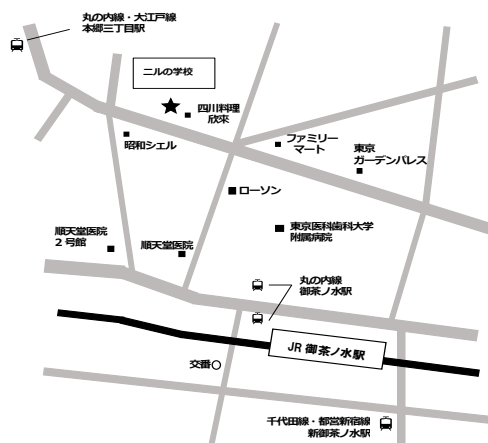 丸の内線・大江戸線
本郷三丁目駅
ニルの学校
四川料理
欣來
昭和シェル
ファミリー
マート
東京
ガーデンパレス
ローソン
順天堂医院
2号館
順天堂医院
東京医科歯科大学
附属病院
丸の内線
御茶ノ水駅
JR 御茶ノ水駅
交番
千代田線・都営新宿線
新御茶ノ水駅